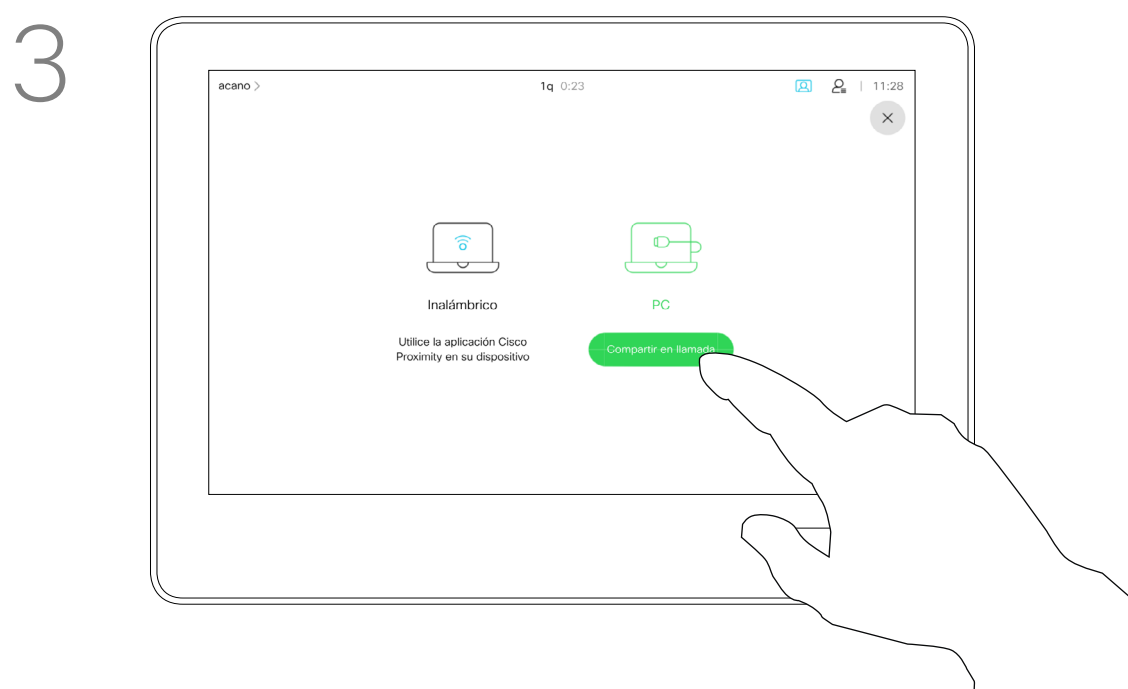 3
acano >
1q 0:23
11:28
Inalámbrico
PC
Utilice la aplicación Cisco
Proximity en su dispositivo
Compartir en llamada